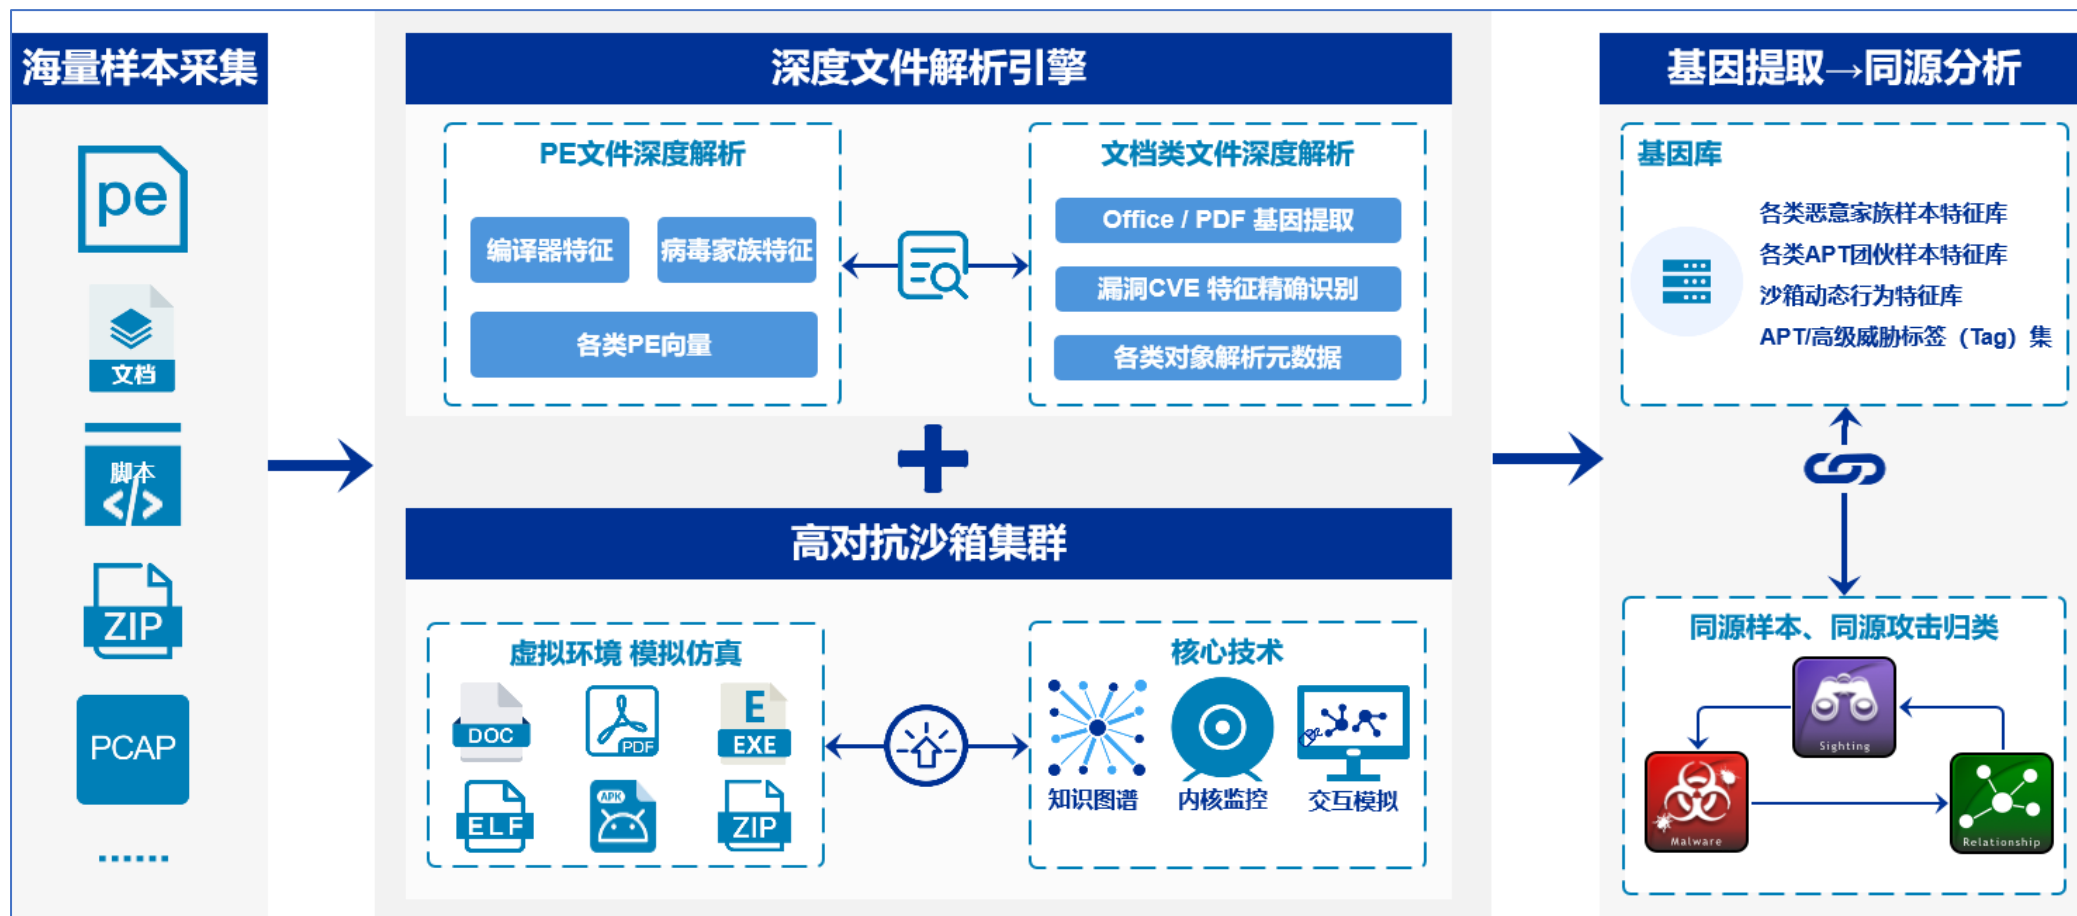 海量样本采集
pe
文档
脚本
</>
ZIP
PCAP
......
深度文件解析引擎
PE文件深度解析
编译器特征
病毒家族特征
各类PE向量
文档类文件深度解析
Office / PDF 基因提取
漏洞CVE 特征精确识别
各类对象解析元数据
高对抗沙箱集群
虚拟环境 模拟仿真
DOC
PDF
E
EXE
ELF
APK
ZIP
核心技术
知识图谱
内核监控
交互模拟
基因提取→同源分析
基因库
各类恶意家族样本特征库
各类APT团伙样本特征库
沙箱动态行为特征库
APT/高级威胁标签（Tag）集
同源样本、同源攻击归类
Sighting
Malware
Relationship